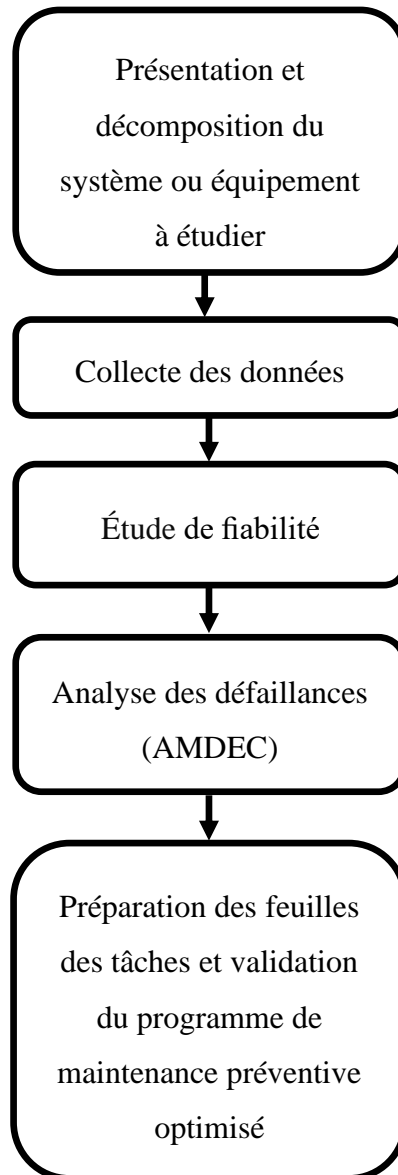 Présentation et
décomposition du
système ou équipement
à étudier
Collecte des données
Étude de fiabilité
Analyse des défaillances
(AMDEC)
Préparation des feuilles
des tâches et validation
du programme de
maintenance préventive
optimisé